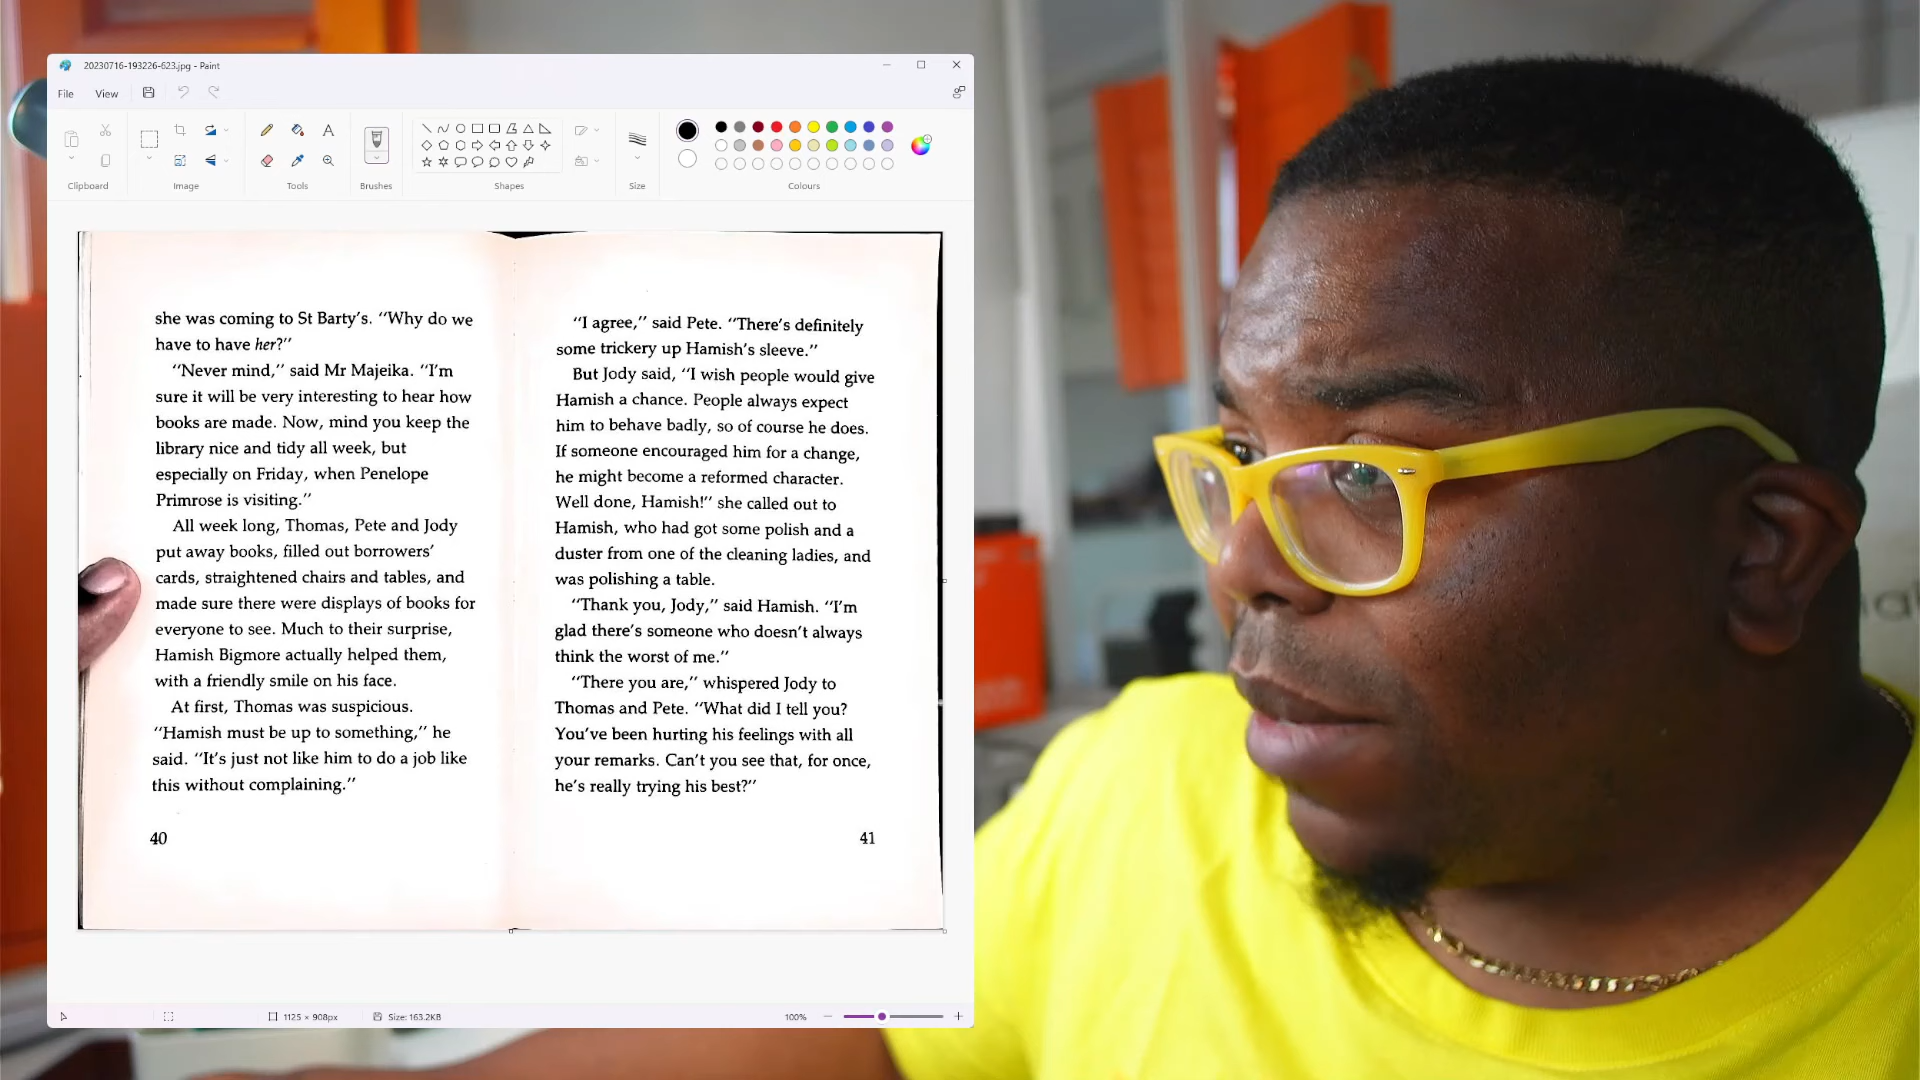 20230716-193226-623.jpg - Paint
File
View
Clipboard
Image
Tools
Brushes
Shapes
Size
Colours
she was coming to St Barty's. "Why do we
have to have her?"
"Never mind," said Mr Majeika. "I'm
sure it will be very interesting to hear how
books are made. Now, mind you keep the
library nice and tidy all week, but
especially on Friday, when Penelope
Primrose is visiting."
All week long, Thomas, Pete and Jody
put away books, filled out borrowers'
cards, straightened chairs and tables, and
made sure there were displays of books for
everyone to see. Much to their surprise,
Hamish Bigmore actually helped them,
with a friendly smile on his face.
At first, Thomas was suspicious.
"Hamish must be up to something," he
said. "It's just not like him to do a job like
this without complaining."
40
"I agree," said Pete. "There's definitely
some trickery up Hamish's sleeve."
But Jody said, "I wish people would give
Hamish a chance. People always expect
him to behave badly, so of course he does.
If someone encouraged him for a change,
he might become a reformed character.
Well done, Hamish!" she called out to
Hamish, who had got some polish and a
duster from one of the cleaning ladies, and
was polishing a table.
"Thank you, Jody," said Hamish. "I'm
glad there's someone who doesn't always
think the worst of me."
"There you are," whispered Jody to
Thomas and Pete. "What did I tell you?
You've been hurting his feelings with all
your remarks. Can't you see that, for once,
he's really trying his best?"
41
1125 × 908px
Size: 163.2KB
100%